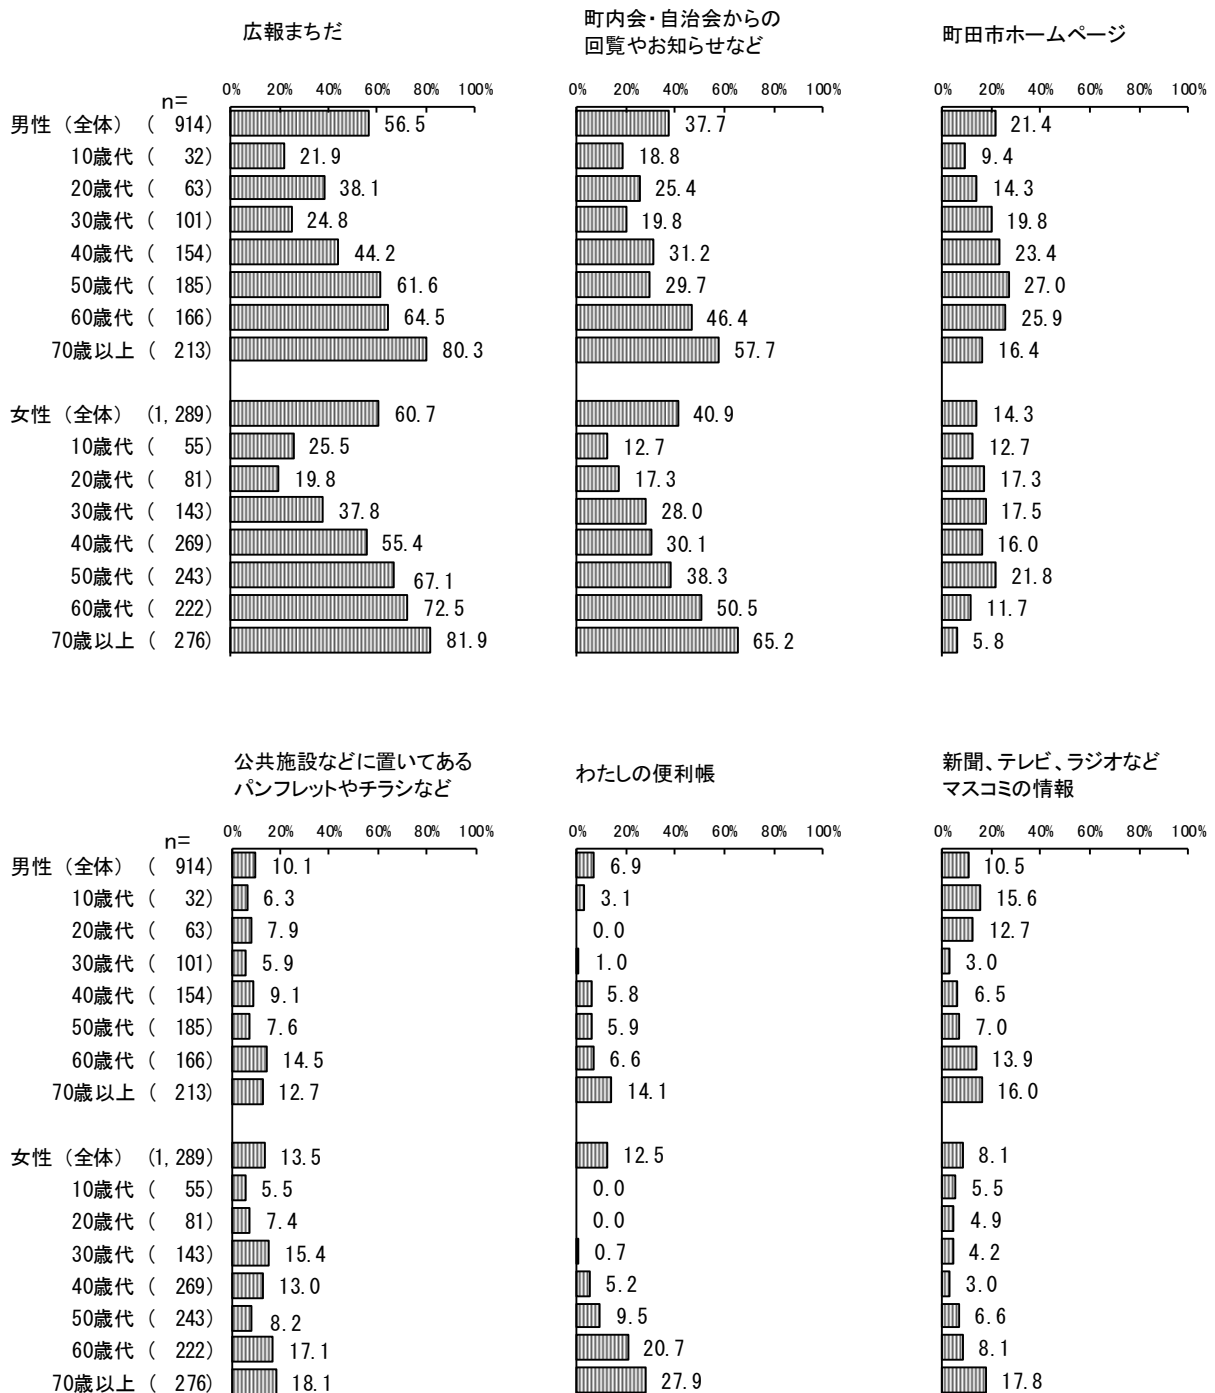 広報まちだ
町内会・自治会からの
回覧やお知らせなど
町田市ホームページ
0% 20% 40% 60% 80% 100% 0% 20% 40% 60% 80% 100% 0% 20% 40% 60% 80% 100%
n=
男性（全体） （ 914） 56.5 37.7 21.4
10歳代（ 32） 21.9 18.8 9.4
20歳代（ 63） 38.1 25.4 14.3
30歳代（ 101） 24.8 19.8 19.8
40歳代（ 154） 44.2 31.2 23.4
50歳代（ 185） 61.6 29.7 27.0
60歳代（ 166） 64.5 46.4 25.9
70歳以上（ 213） 80.3 57.7 16.4
女性（全体） （1,289） 60.7 40.9 14.3
10歳代（ 55） 25.5 12.7 12.7
20歳代（ 81） 19.8 17.3 17.3
30歳代（ 143） 37.8 28.0 17.5
40歳代（ 269） 55.4 30.1 16.0
50歳代（ 243） 67.1 38.3 21.8
60歳代（ 222） 72.5 50.5 11.7
70歳以上（ 276） 81.9 65.2 5.8
公共施設などに置いてある
パンフレットやチラシなど
わたしの便利帳
新聞、テレビ、ラジオなど
マスコミの情報
0% 20% 40% 60% 80% 100% 0% 20% 40% 60% 80% 100% 0% 20% 40% 60% 80% 100%
n=
男性（全体） （ 914） 10.1 6.9 10.5
10歳代（ 32） 6.3 3.1 15.6
20歳代（ 63） 7.9 0.0 12.7
30歳代（ 101） 5.9 1.0 3.0
40歳代（ 154） 9.1 5.8 6.5
50歳代（ 185） 7.6 5.9 7.0
60歳代（ 166） 14.5 6.6 13.9
70歳以上（ 213） 12.7 14.1 16.0
女性（全体） （1,289） 13.5 12.5 8.1
10歳代（ 55） 5.5 0.0 5.5
20歳代（ 81） 7.4 0.0 4.9
30歳代（ 143） 15.4 0.7 4.2
40歳代（ 269） 13.0 5.2 3.0
50歳代（ 243） 8.2 9.5 6.6
60歳代（ 222） 17.1 20.7 8.1
70歳以上（ 276） 18.1 27.9 17.8